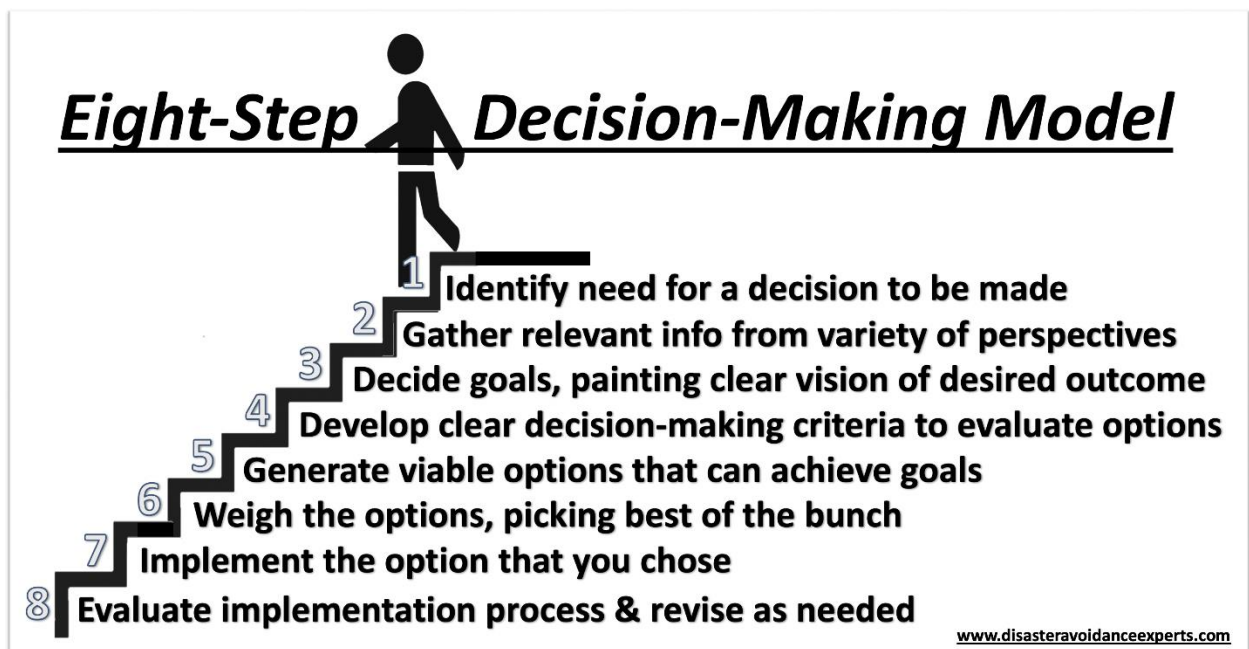 Eight-Step Decision-Making Model
1 Identify need for a decision to be made
2 Gather relevant info from variety of perspectives
3 Decide goals, painting clear vision of desired outcome
4 Develop clear decision-making criteria to evaluate options
5 Generate viable options that can achieve goals
6 Weigh the options, picking best of the bunch
7 Implement the option that you chose
8 Evaluate implementation process & revise as needed
www.disasteravoidanceexperts.com